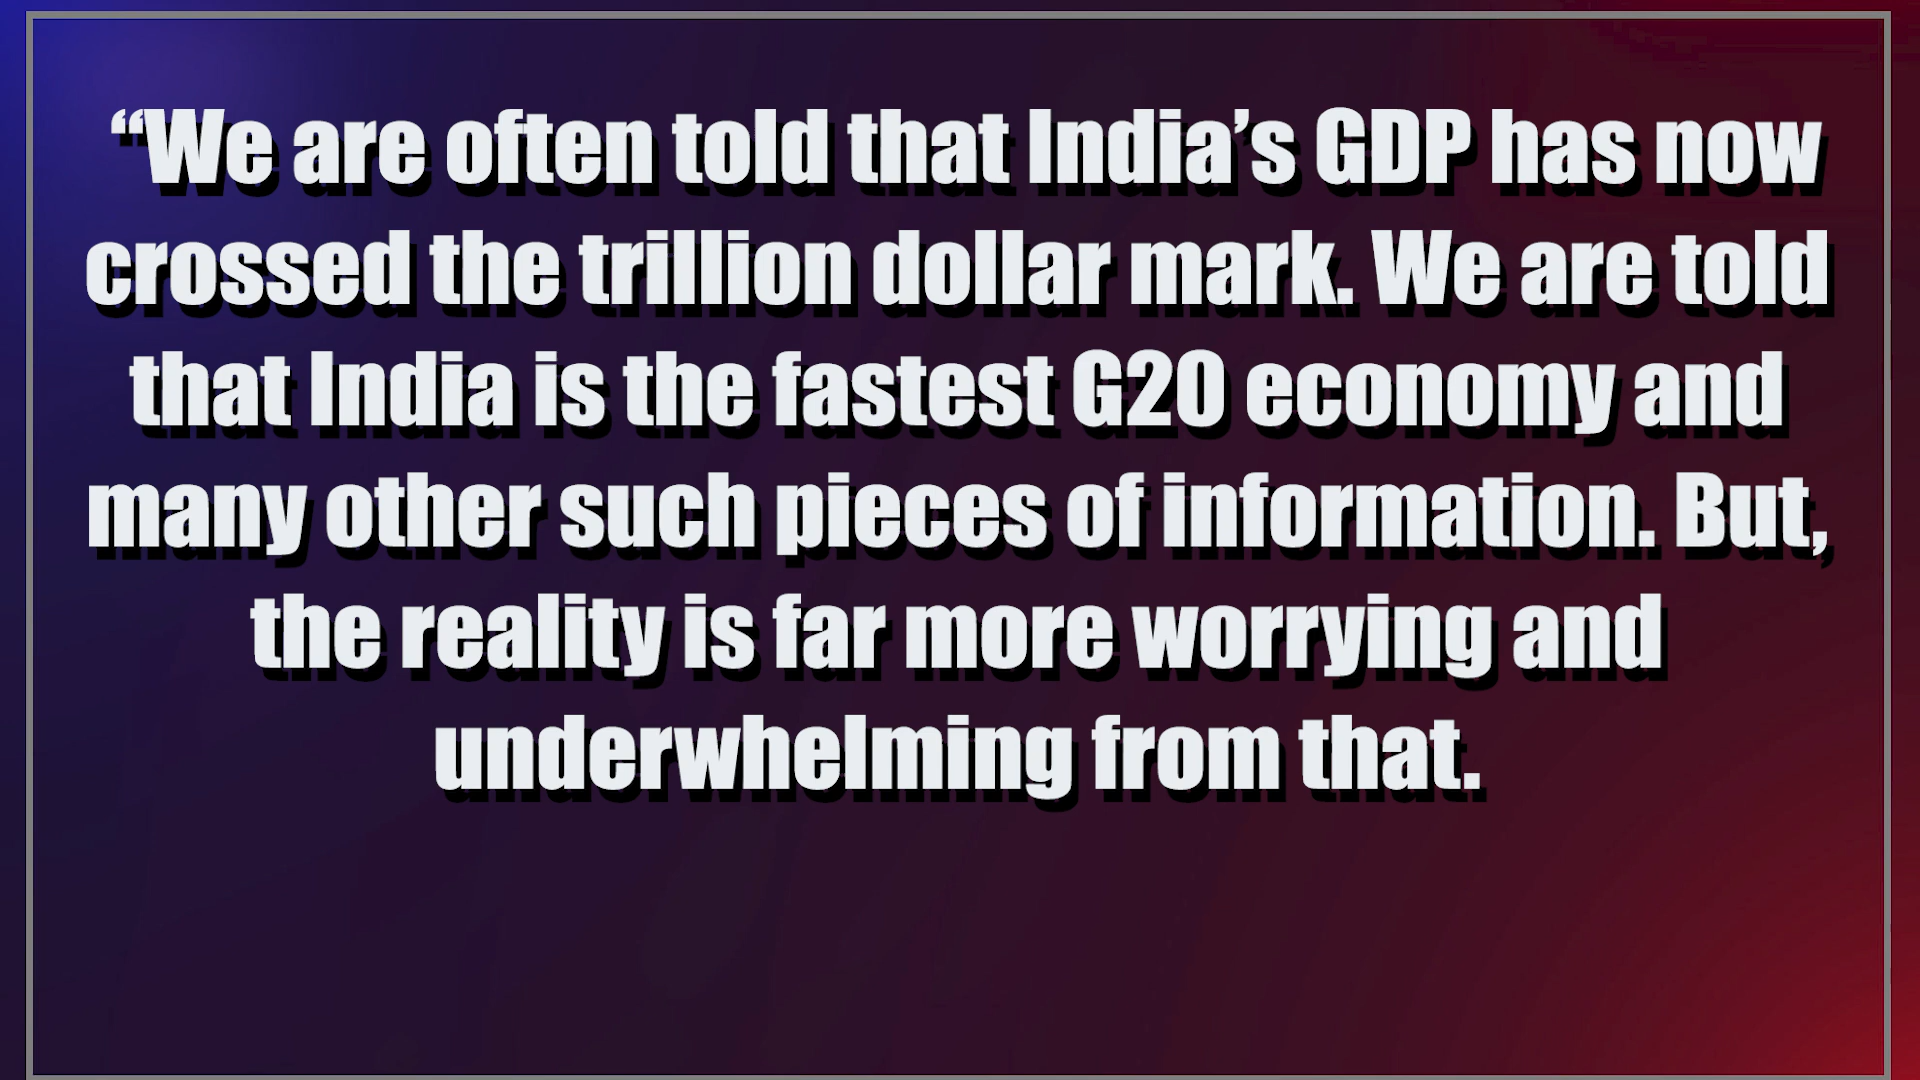 “We are often told that India’s GDP has now
crossed the trillion dollar mark. We are told
that India is the fastest G20 economy and
many other such pieces of information. But,
the reality is far more worrying and
underwhelming from that.